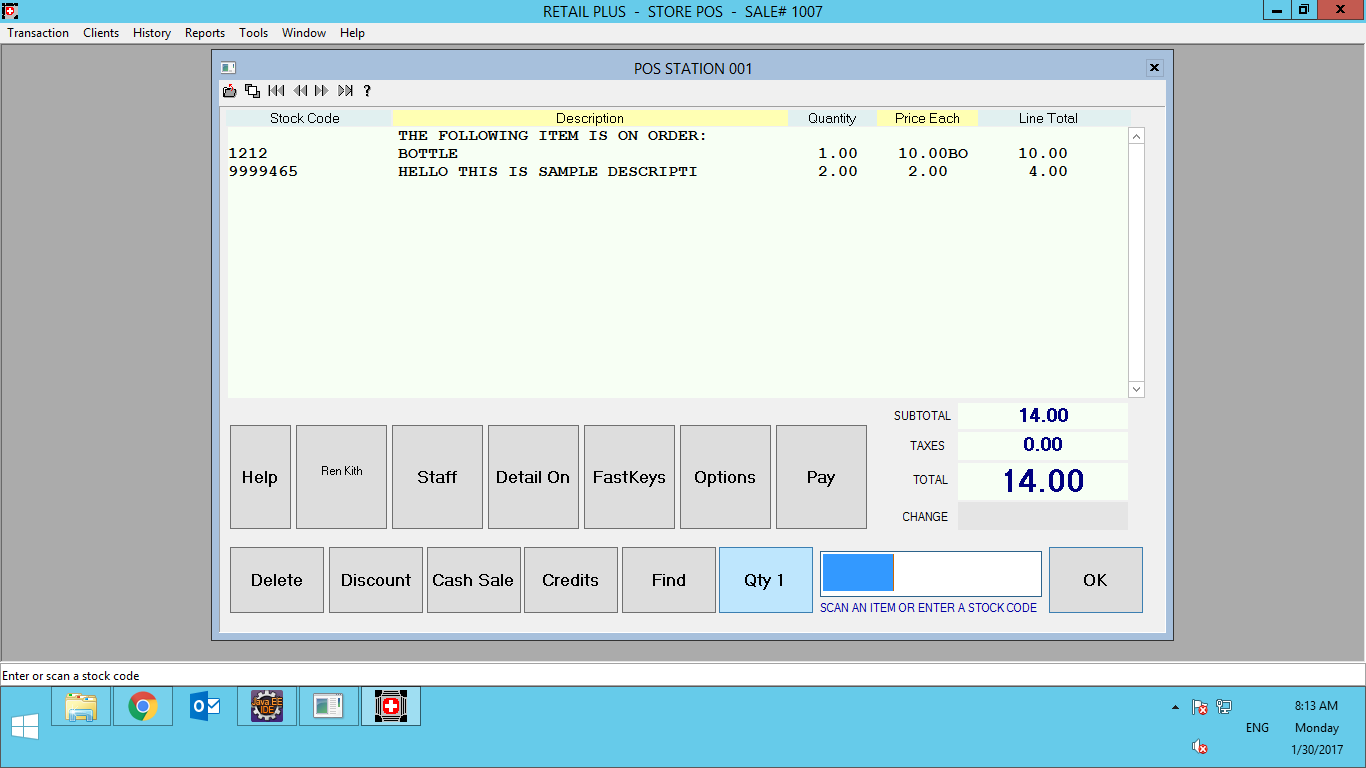 RETAIL PLUS - STORE POS - SALE# 1007
Transaction Clients History Reports Tools Window Help
POS STATION 001
?
Stock Code Description Quantity Price Each Line Total
THE FOLLOWING ITEM IS ON ORDER:
1212 BOTTLE 1.00 10.00BO 10.00
9999465 HELLO THIS IS SAMPLE DESCRIPTI 2.00 2.00 4.00
SUBTOTAL 14.00
TAXES 0.00
TOTAL 14.00
CHANGE
Help Ren Kith Staff Detail On FastKeys Options Pay
Delete Discount Cash Sale Credits Find Qty 1 OK
SCAN AN ITEM OR ENTER A STOCK CODE
Enter or scan a stock code
Java EE
IDE
8:13 AM
ENG Monday
1/30/2017